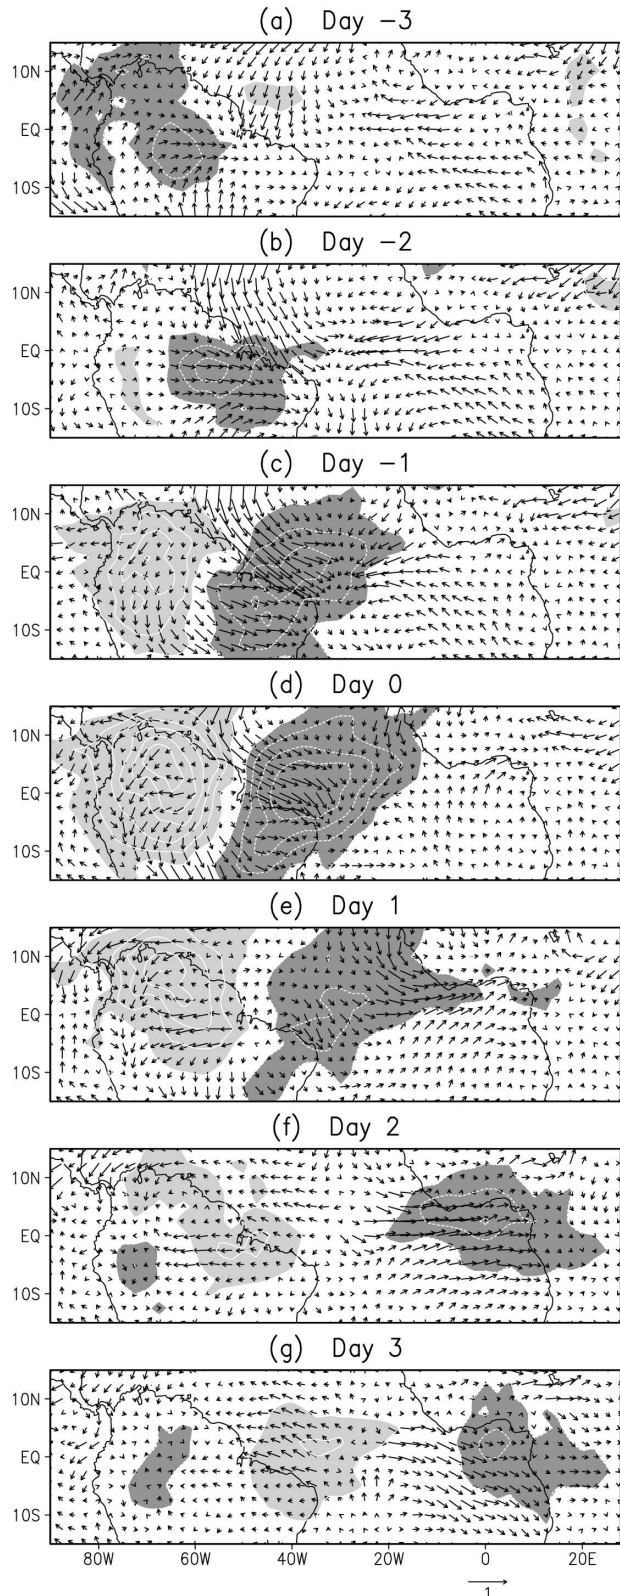 (a) Day −3
10N
EQ
10S
(b) Day −2
10N
EQ
10S
(c) Day −1
10N
EQ
10S
(d) Day 0
10N
EQ
10S
(e) Day 1
10N
EQ
10S
(f) Day 2
10N
EQ
10S
(g) Day 3
10N
EQ
10S
80W 60W 40W 20W 0 20E
1